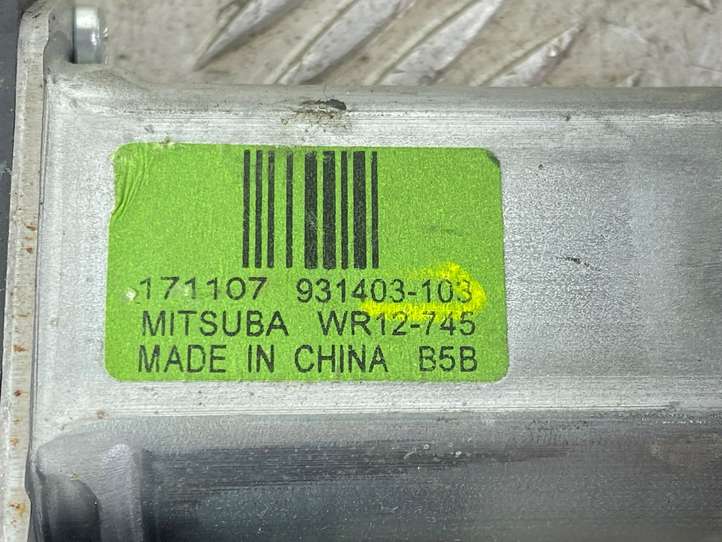 171107 931403-103
MITSUBA WR12-745
MADE IN CHINA B5B